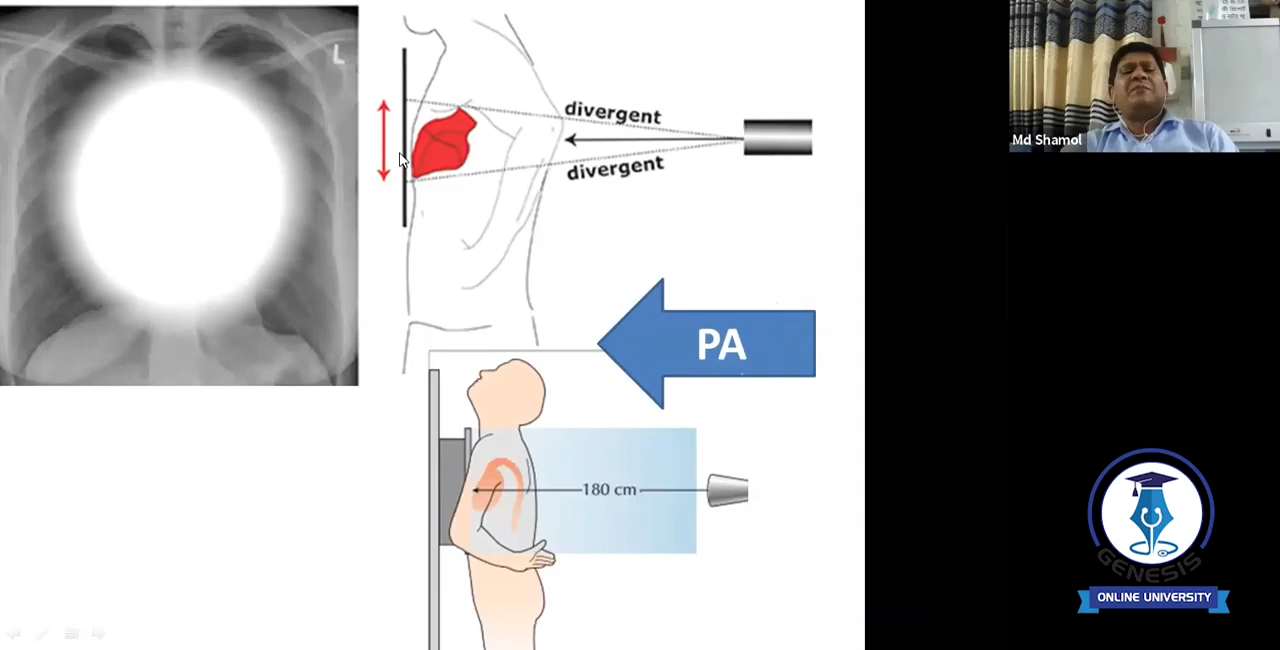 L
divergent
divergent
PA
180 cm
Md Shamol
GENESIS
ONLINE UNIVERSITY